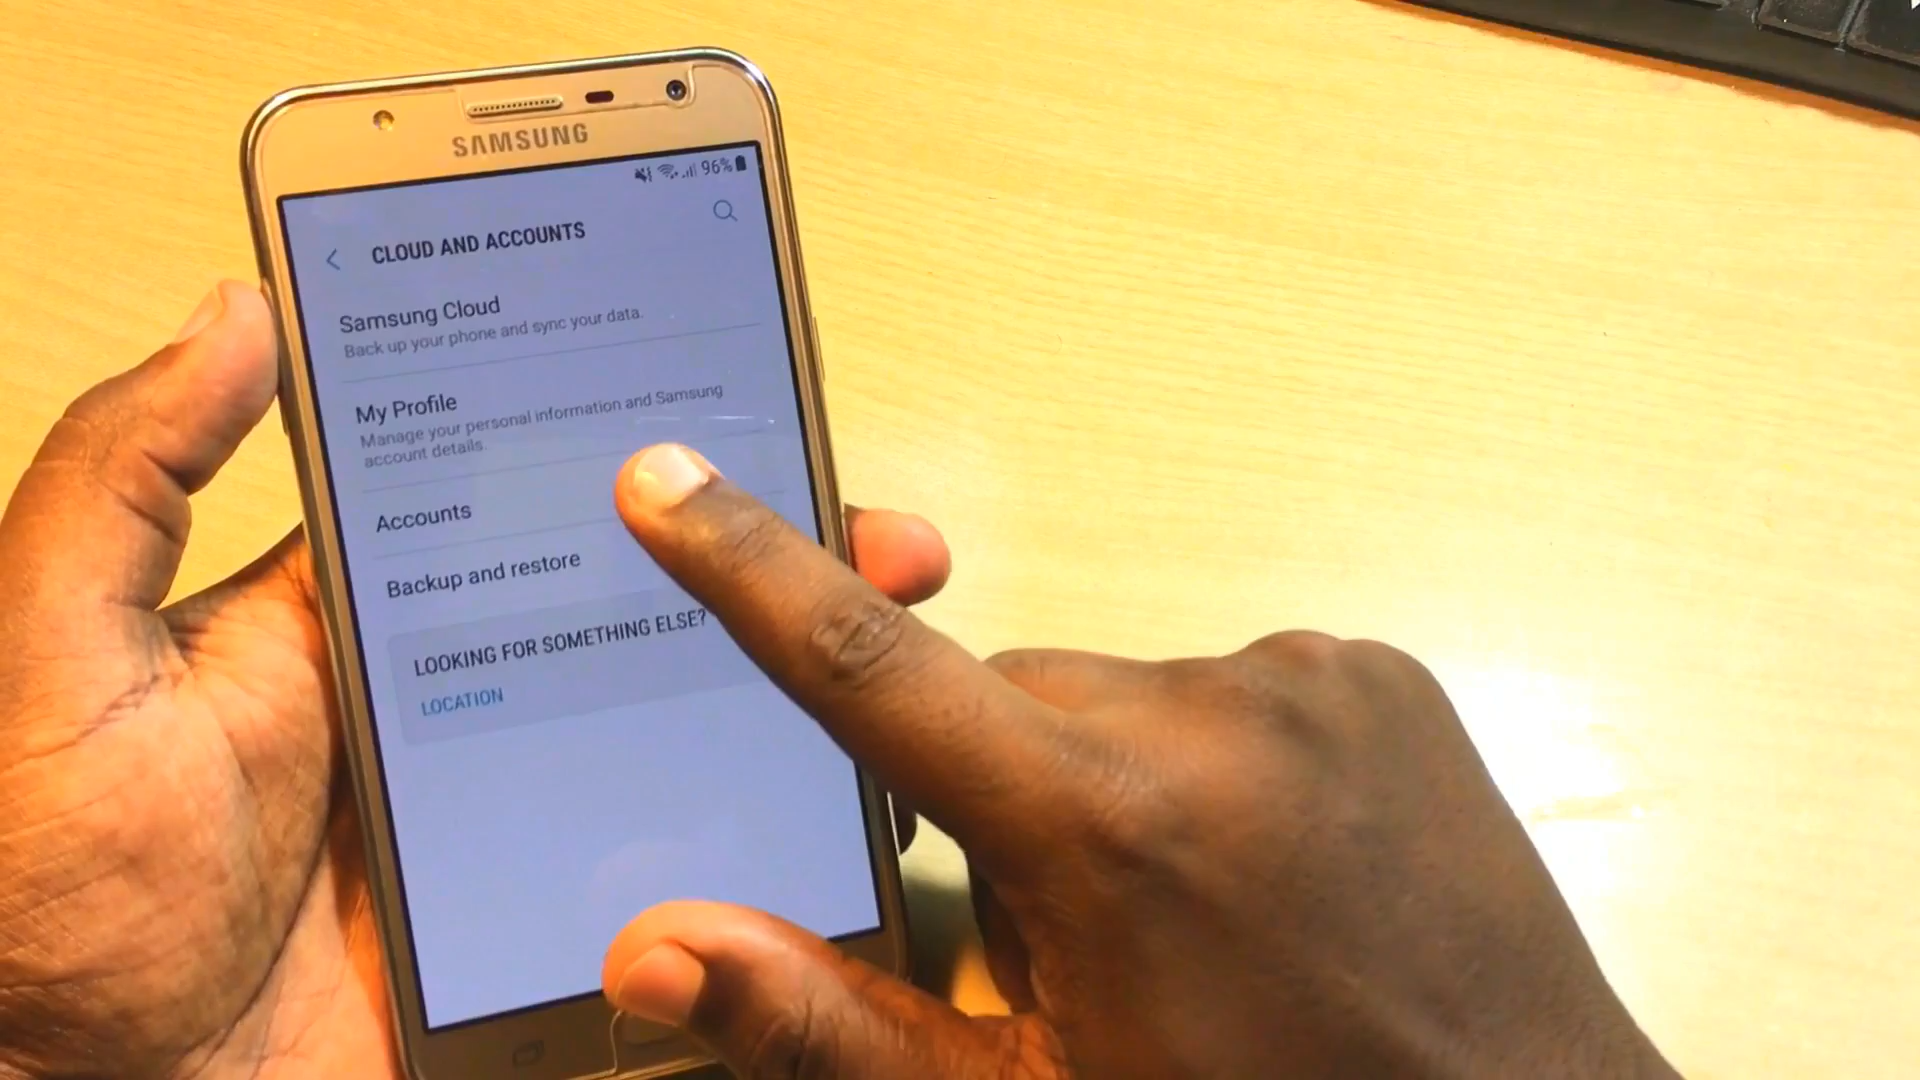 SAMSUNG
96%
CLOUD AND ACCOUNTS
Samsung Cloud
Back up your phone and sync your data.
My Profile
Manage your personal information and Samsung
account details.
Accounts
Backup and restore
LOOKING FOR SOMETHING ELSE?
LOCATION